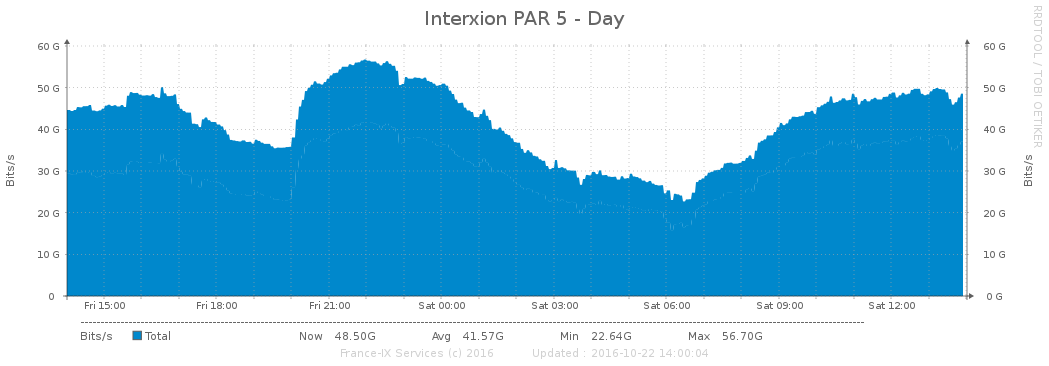 Interxion PAR 5 - Day
RRDTOOL / TOBI OETIKER
60 G 60 G
50 G 50 G
40 G 40 G
30 G 30 G
20 G 20 G
10 G 10 G
0 0 G
Bits/s
Bits/s
Fri 15:00 Fri 18:00 Fri 21:00 Sat 00:00 Sat 03:00 Sat 06:00 Sat 09:00 Sat 12:00
Bits/s Total Now 48.50G Avg 41.57G Min 22.64G Max 56.70G
France-IX Services (c) 2016 Updated : 2016-10-22 14:00:04